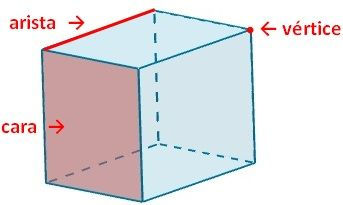 arista →
← vértice
cara →